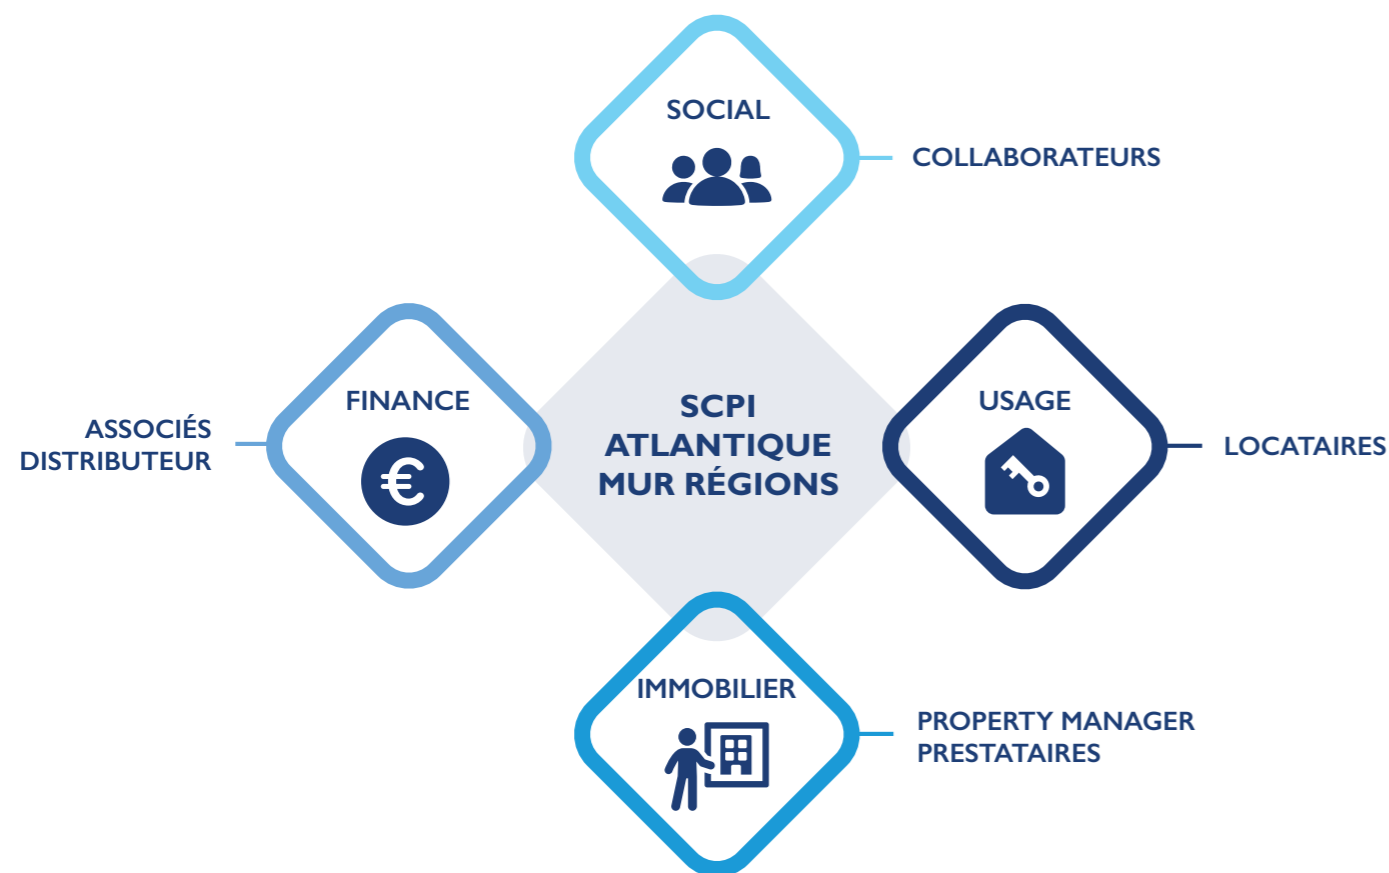 SOCIAL
COLLABORATEURS
FINANCE
ASSOCIÉS
DISTRIBUTEUR
SCPI
ATLANTIQUE
MUR RÉGIONS
USAGE
LOCATAIRES
IMMOBILIER
PROPERTY MANAGER
PRESTATAIRES